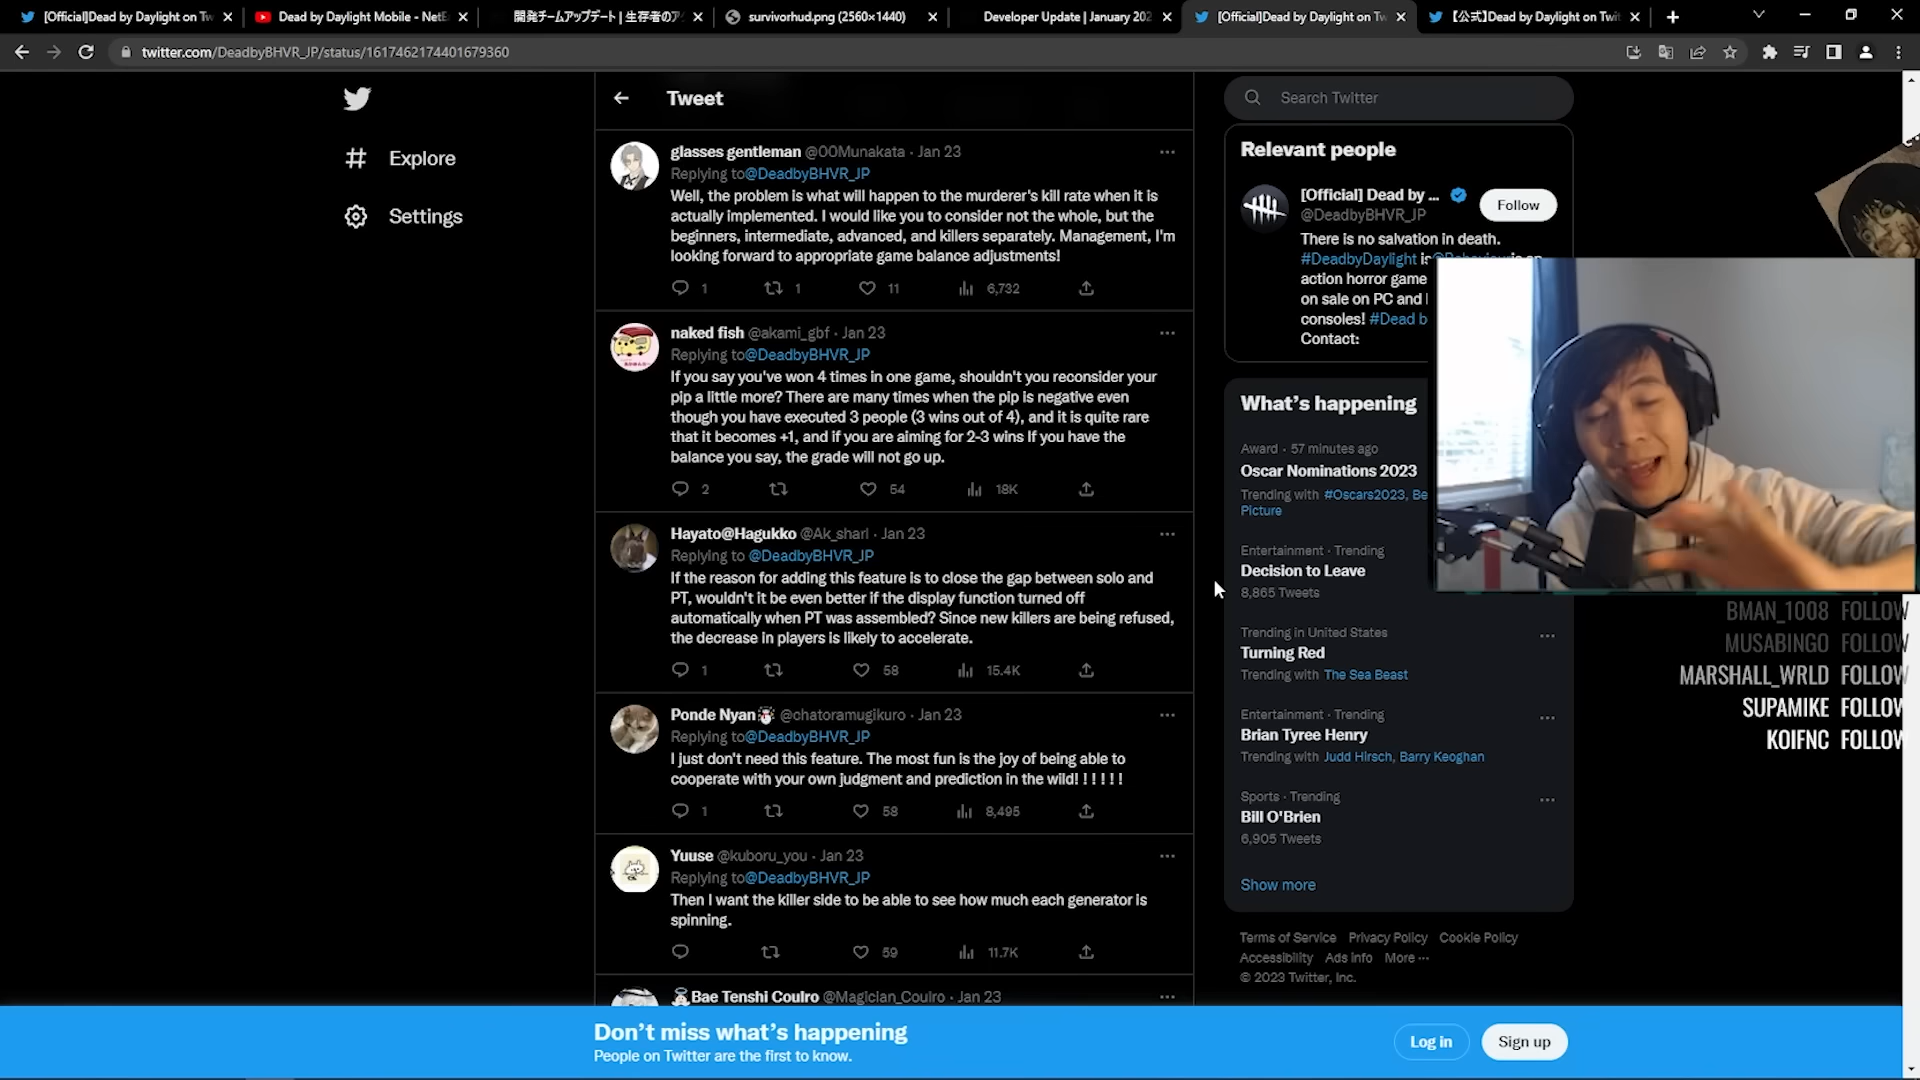 [Official]Dead by Daylight on Tw
Dead by Daylight Mobile - NetE
開発チームアップデート | 生存者のア
survivorhud.png (2560×1440)
Developer Update | January 202
[Official]Dead by Daylight on Tw
【公式】Dead by Daylight on Twit
twitter.com/DeadbyBHVR_JP/status/1617462174401679360
Explore
Settings
Tweet
glasses gentleman @00Munakata · Jan 23
Replying to@DeadbyBHVR_JP
Well, the problem is what will happen to the murderer's kill rate when it is
actually implemented. I would like you to consider not the whole, but the
beginners, intermediate, advanced, and killers separately. Management, I'm
looking forward to appropriate game balance adjustments!
1 1 11 6,732
naked fish @akami_gbf · Jan 23
Replying to@DeadbyBHVR_JP
If you say you've won 4 times in one game, shouldn't you reconsider your
pip a little more? There are many times when the pip is negative even
though you have executed 3 people (3 wins out of 4), and it is quite rare
that it becomes +1, and if you are aiming for 2-3 wins If you have the
balance you say, the grade will not go up.
2 54 18K
Hayato@Hagukko @Ak_shari · Jan 23
Replying to @DeadbyBHVR_JP
If the reason for adding this feature is to close the gap between solo and
PT, wouldn't it be even better if the display function turned off
automatically when PT was assembled? Since new killers are being refused,
the decrease in players is likely to accelerate.
1 58 15.4K
Ponde Nyan @chatoramugikuro · Jan 23
Replying to@DeadbyBHVR_JP
I just don't need this feature. The most fun is the joy of being able to
cooperate with your own judgment and prediction in the wild! ! ! ! ! !
1 58 8,495
Yuuse @kuboru_you · Jan 23
Replying to@DeadbyBHVR_JP
Then I want the killer side to be able to see how much each generator is
spinning.
59 11.7K
Bae Tenshi Coulro @Magician_Coulro · Jan 23
Search Twitter
Relevant people
[Official] Dead by ...
@DeadbyBHVR_JP
Follow
There is no salvation in death.
#DeadbyDaylight is
action horror game
on sale on PC and
consoles! #Dead b
Contact:
What's happening
Award · 57 minutes ago
Oscar Nominations 2023
Trending with #Oscars2023, Be
Picture
Entertainment · Trending
Decision to Leave
8,865 Tweets
Trending in United States
Turning Red
Trending with The Sea Beast
Entertainment · Trending
Brian Tyree Henry
Trending with Judd Hirsch, Barry Keoghan
Sports · Trending
Bill O'Brien
6,905 Tweets
Show more
Terms of Service Privacy Policy Cookie Policy
Accessibility Ads info More ···
© 2023 Twitter, Inc.
BMAN_1008 FOLLOW
MUSABINGO FOLLOW
MARSHALL_WRLD FOLLOW
SUPAMIKE FOLLOW
KOIFNC FOLLOW
Don't miss what's happening
People on Twitter are the first to know.
Log in
Sign up